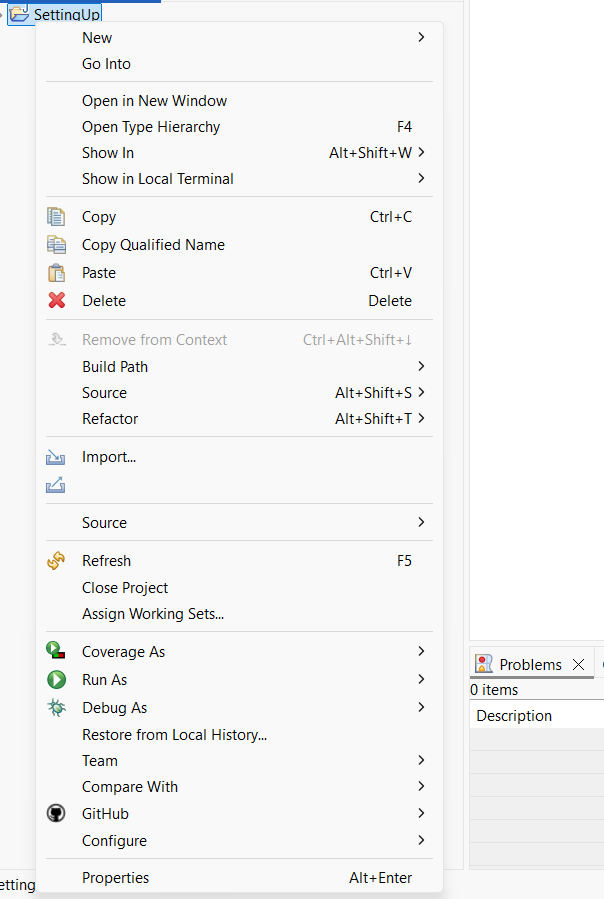 SettingUp
New
Go Into
Open in New Window
Open Type Hierarchy F4
Show In Alt+Shift+W
Show in Local Terminal
Copy Ctrl+C
Copy Qualified Name
Paste Ctrl+V
Delete Delete
Remove from Context Ctrl+Alt+Shift+↓
Build Path
Source Alt+Shift+S
Refactor Alt+Shift+T
Import...
Source
Refresh F5
Close Project
Assign Working Sets...
Coverage As
Problems
Run As
0 items
Debug As
Description
Restore from Local History...
Team
Compare With
GitHub
Configure
Properties Alt+Enter
etting